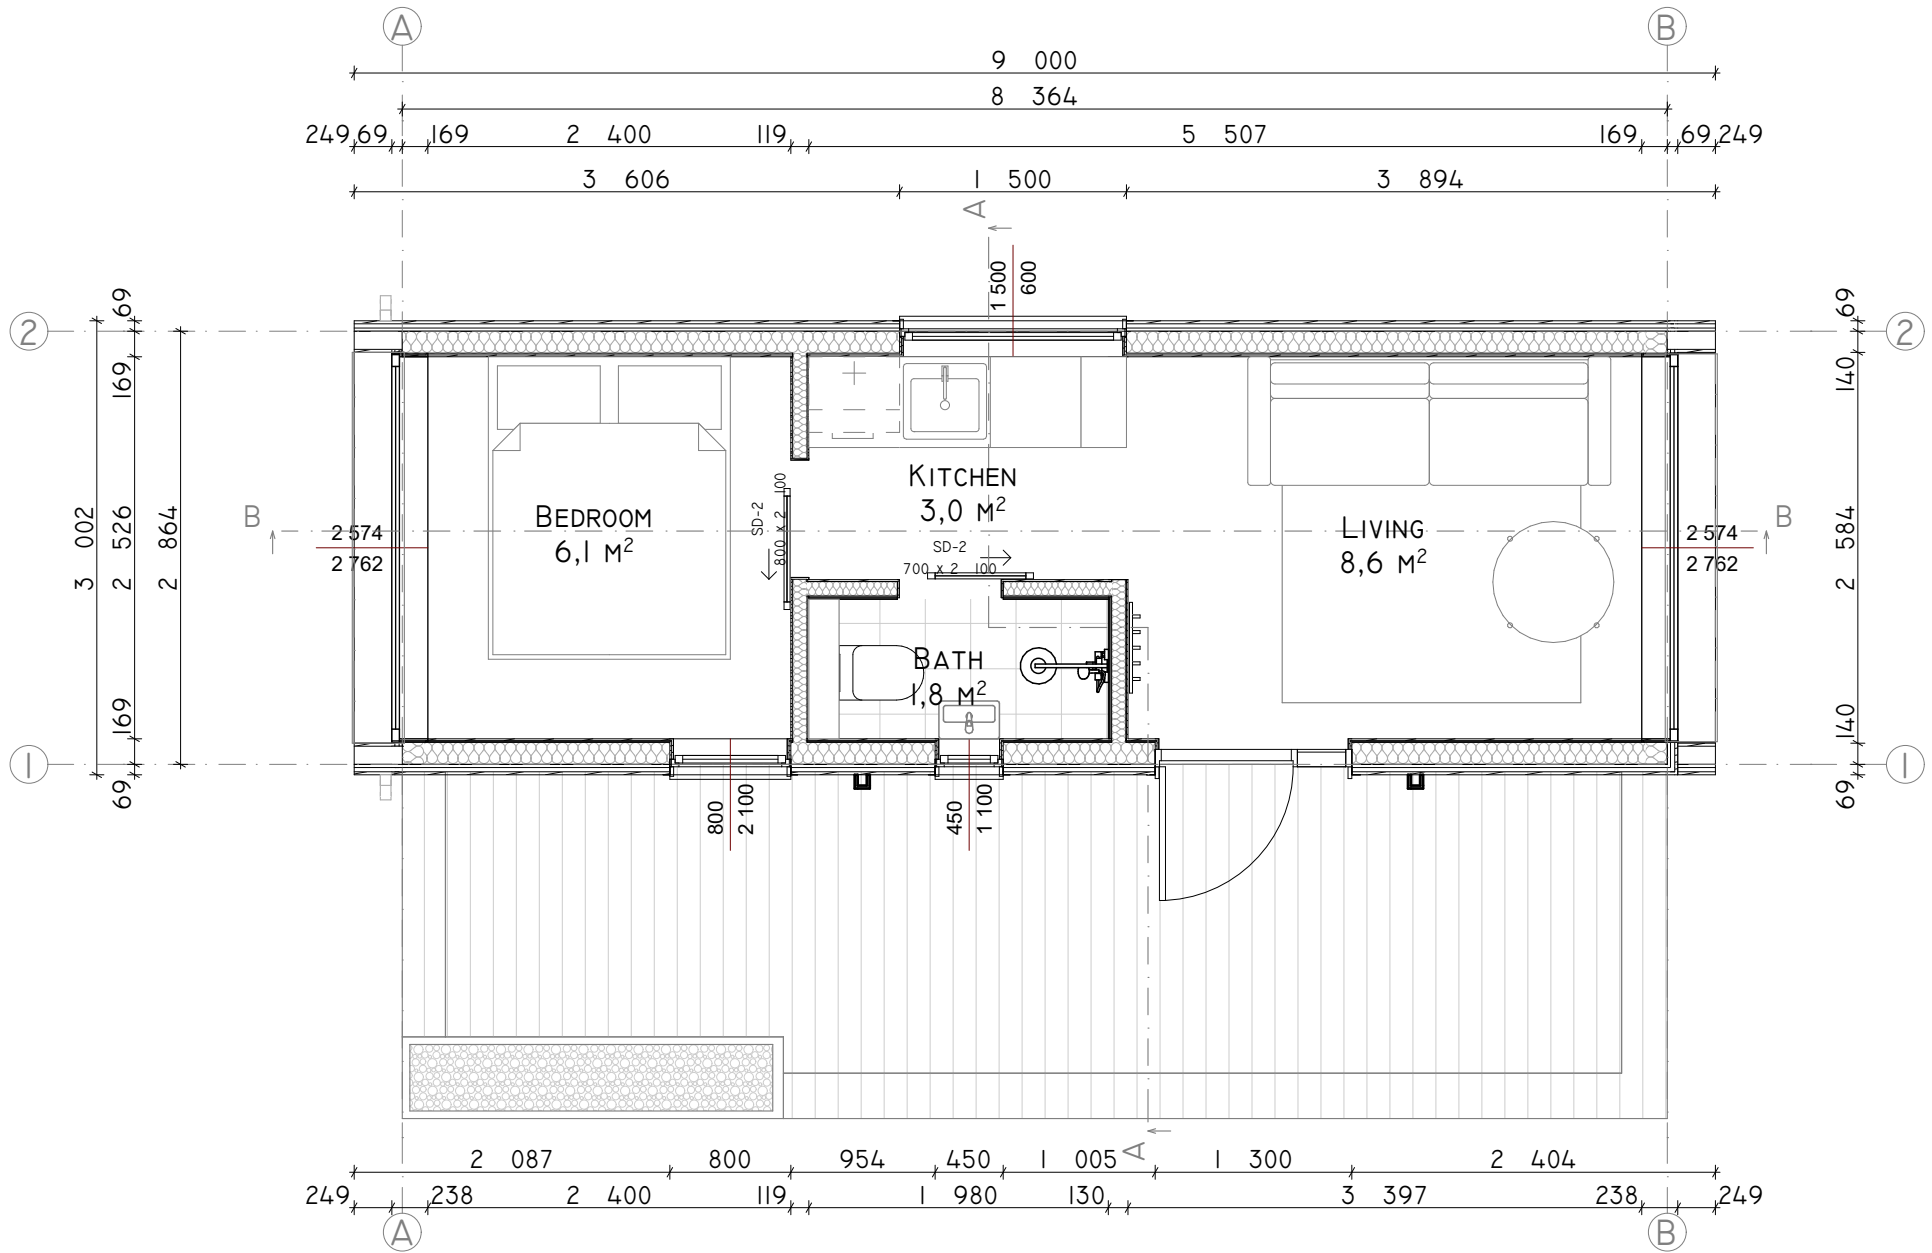 A B
9 000
8 364
249 69 169 2 400 119 5 507 169 69 249
3 606 1 500 3 894
A
1 500
600
2 2
69 69
169 140
KITCHEN
3,0 M²
BEDROOM
6,1 M²
LIVING
8,6 M²
SD-2
800 x 2 100
SD-2
700 x 2 100
B B
2 574
2 762
2 574
2 762
3 002
2 526
2 864
2 584
BATH
1,8 M²
169 140
1 1
69 69
800
2 100
450
1 100
A
2 087 800 954 450 1 005 1 300 2 404
249 238 2 400 119 1 980 130 3 397 238 249
A B